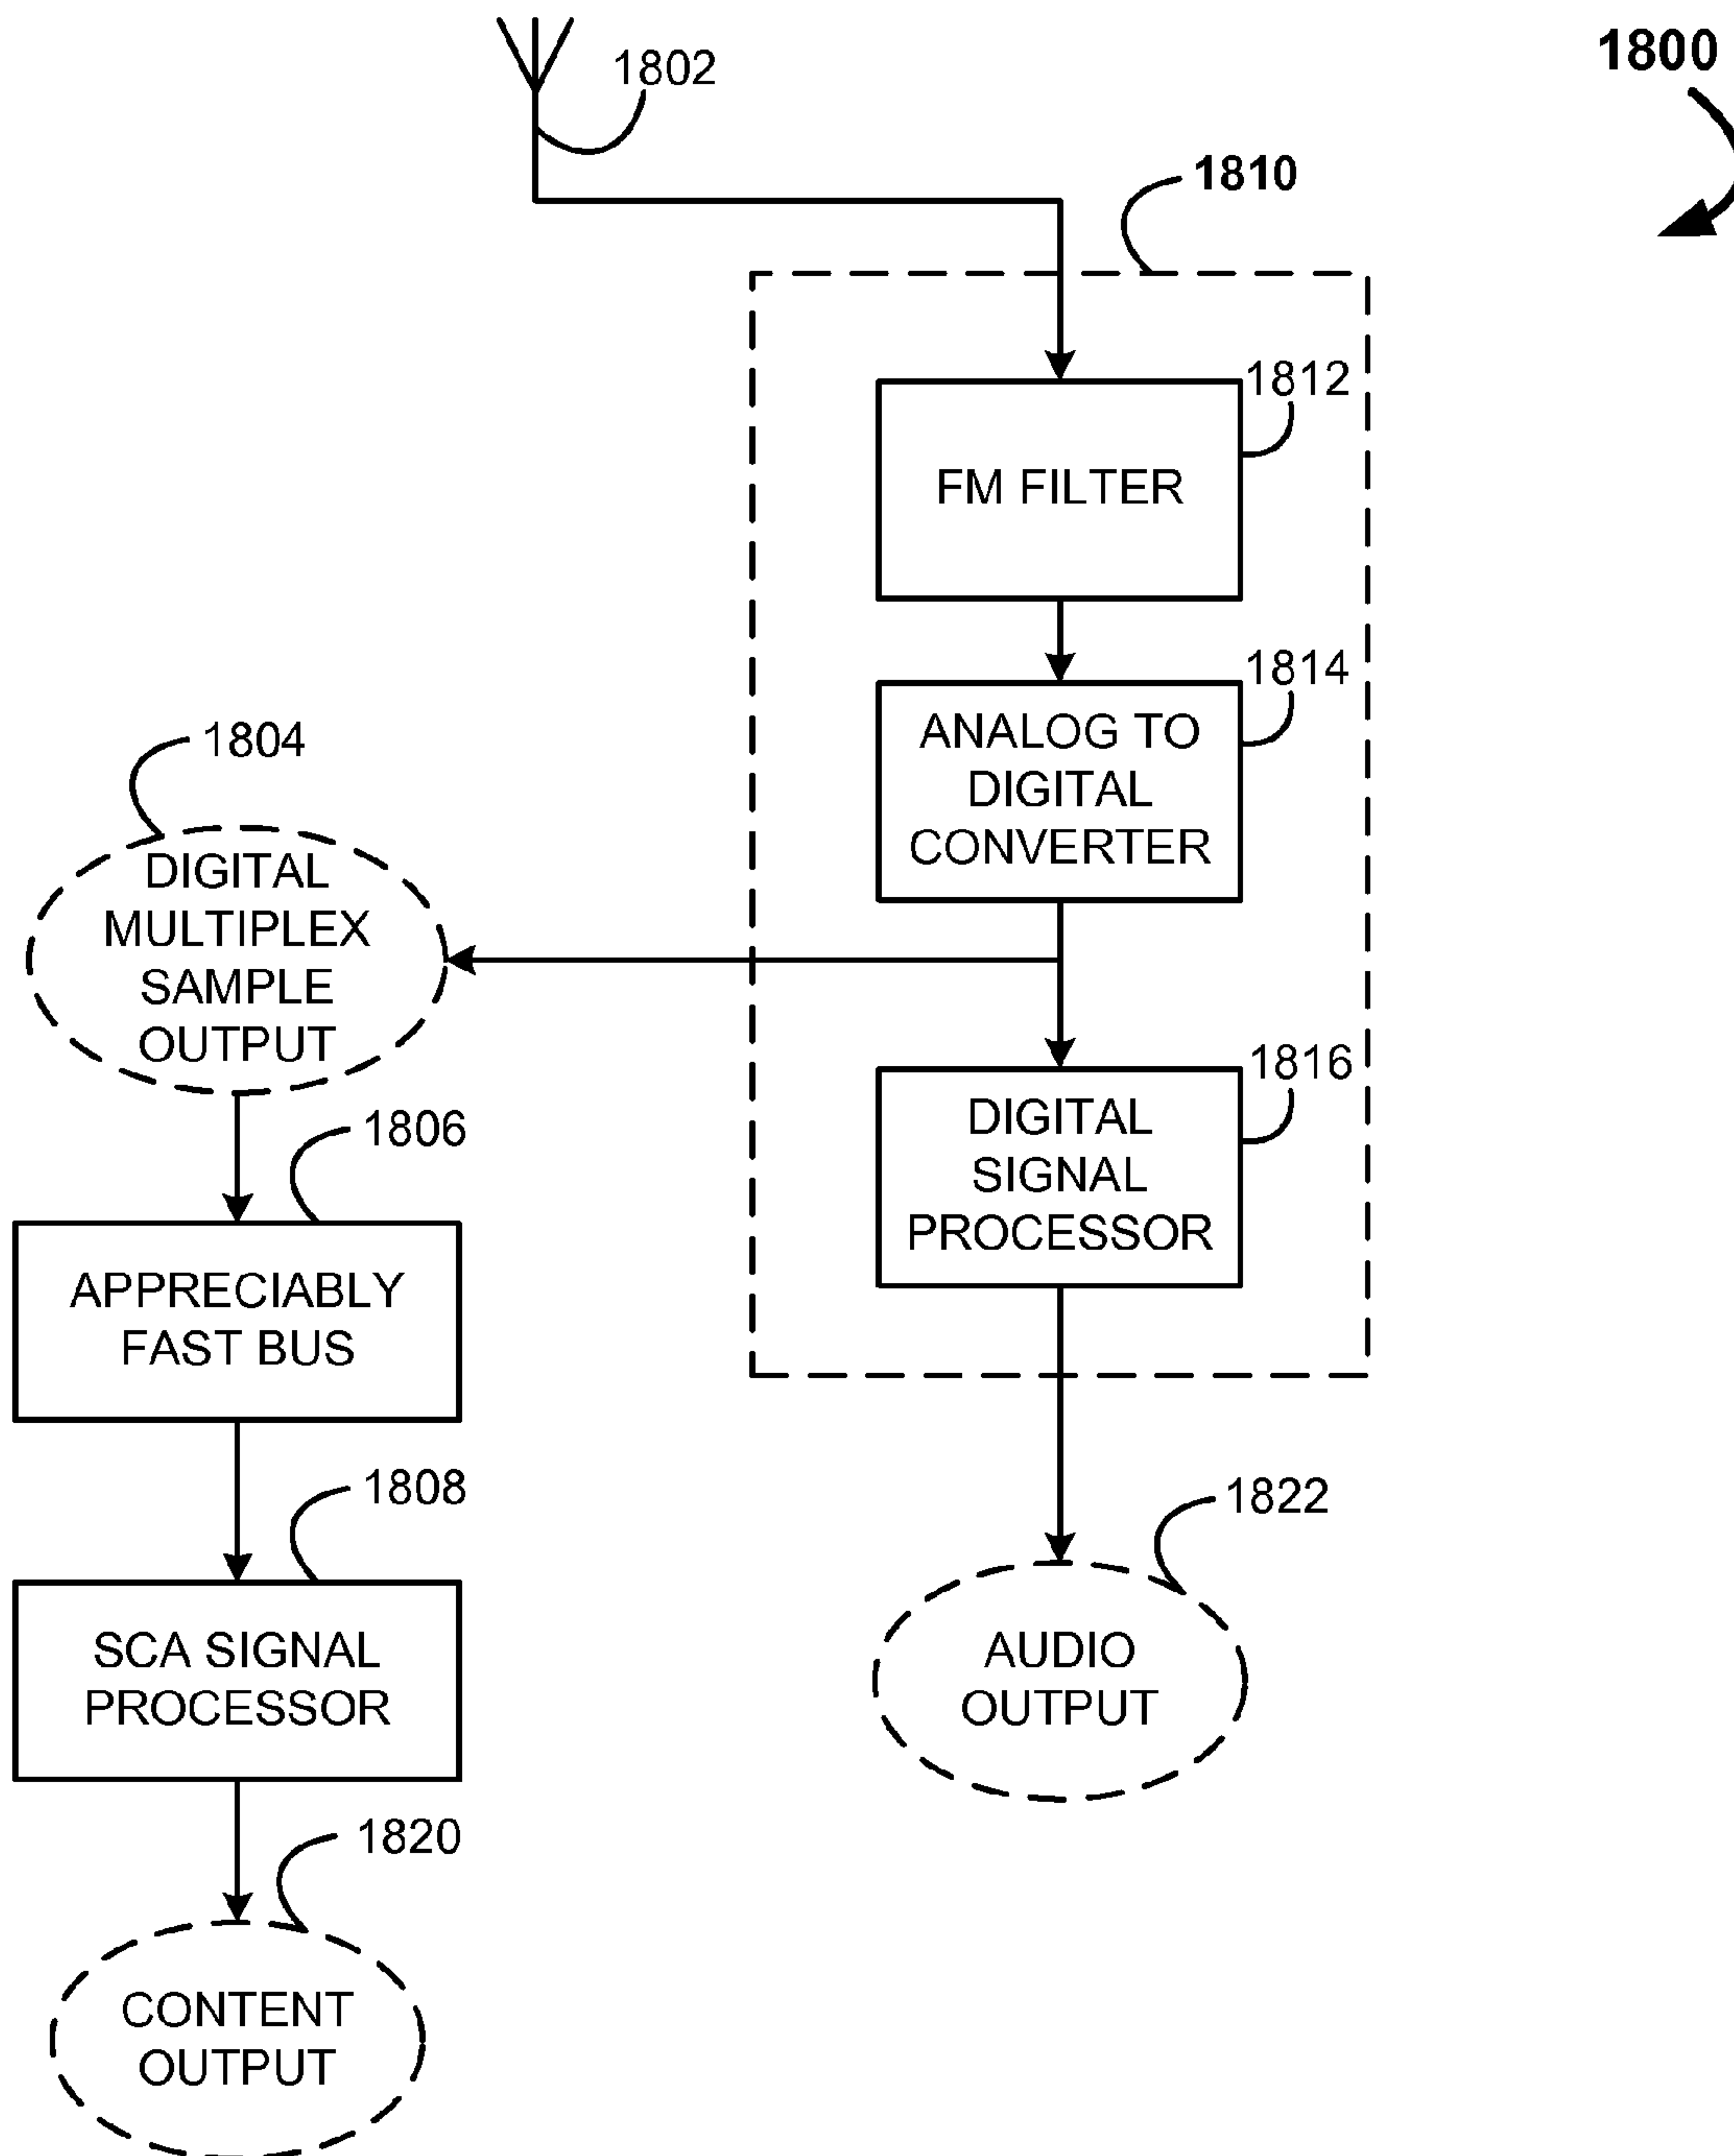 1800
1802
1810
1812
FM FILTER
1814
ANALOG TO
DIGITAL
CONVERTER
1804
DIGITAL
MULTIPLEX
SAMPLE
OUTPUT
1816
DIGITAL
SIGNAL
PROCESSOR
1806
APPRECIABLY
FAST BUS
1808
SCA SIGNAL
PROCESSOR
1822
AUDIO
OUTPUT
1820
CONTENT
OUTPUT